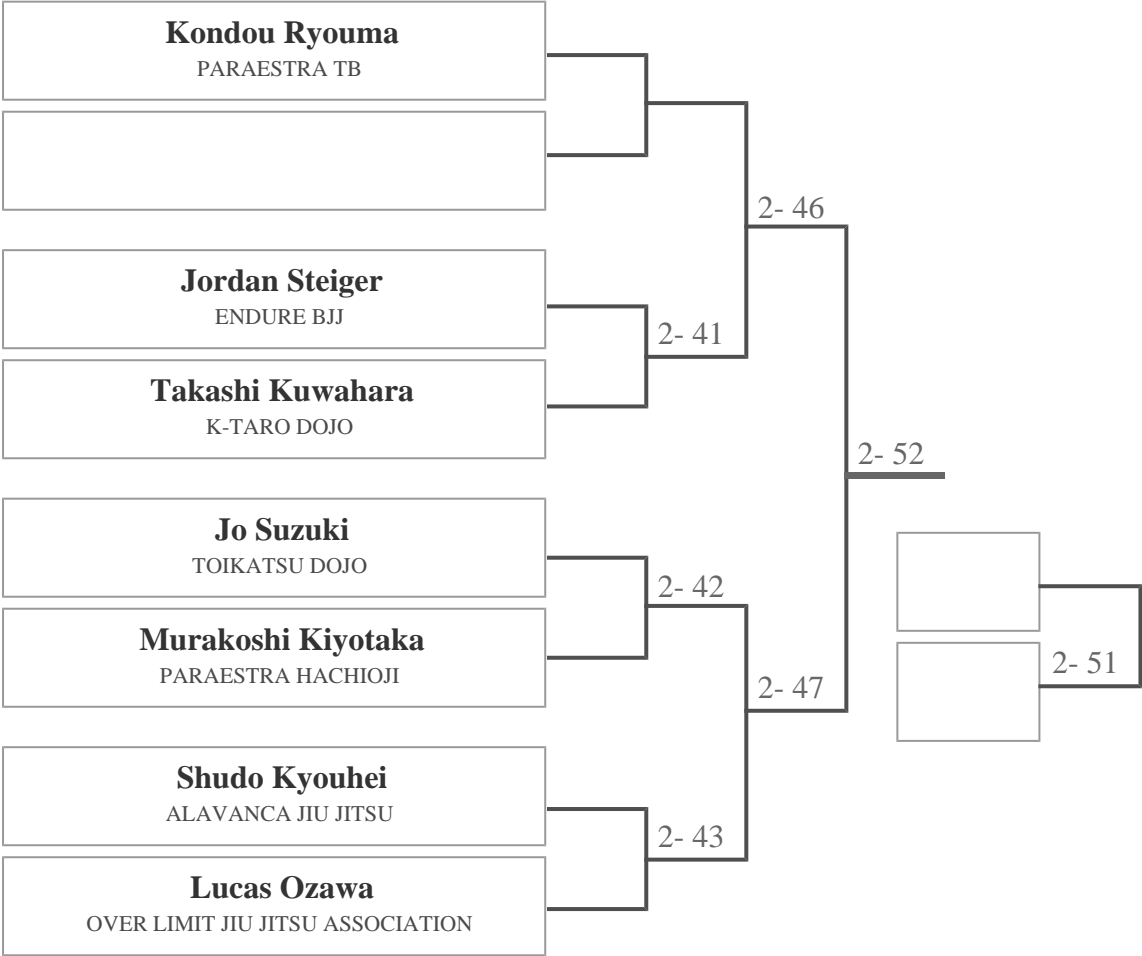 Kondou Ryouma
PARAESTRA TB
2- 46
Jordan Steiger
ENDURE BJJ
2- 41
Takashi Kuwahara
K-TARO DOJO
2- 52
Jo Suzuki
TOIKATSU DOJO
2- 42
Murakoshi Kiyotaka
PARAESTRA HACHIOJI
2- 51
2- 47
Shudo Kyouhei
ALAVANCA JIU JITSU
2- 43
Lucas Ozawa
OVER LIMIT JIU JITSU ASSOCIATION